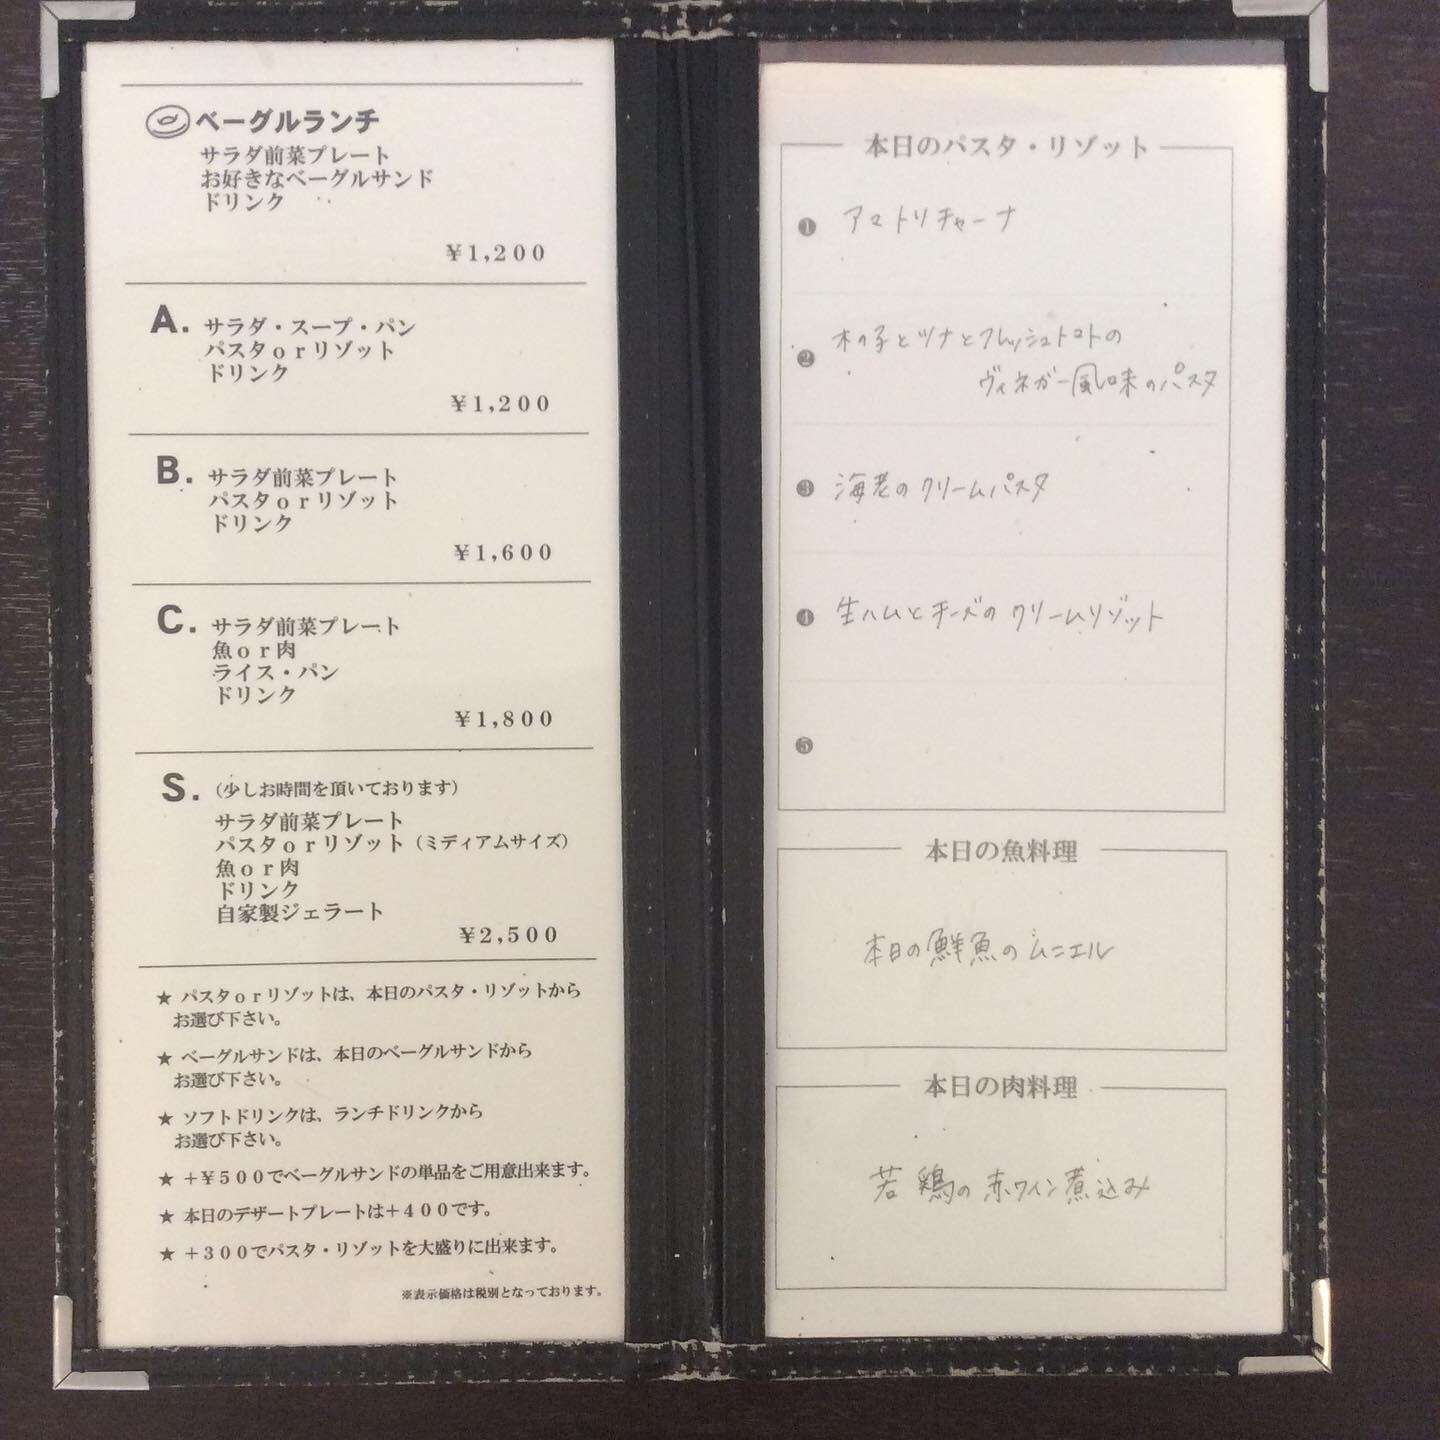 ベーグルランチ
サラダ前菜プレート
お好きなベーグルサンド
ドリンク
¥1,200
A. サラダ・スープ・パン
パスタorリゾット
ドリンク
¥1,200
B. サラダ前菜プレート
パスタorリゾット
ドリンク
¥1,600
C. サラダ前菜プレート
魚or肉
ライス・パン
ドリンク
¥1,800
S. (少しお時間を頂いております)
サラダ前菜プレート
パスタorリゾット(ミディアムサイズ)
魚or肉
ドリンク
自家製ジェラート
¥2,500
★ パスタorリゾットは、本日のパスタ・リゾットから
お選び下さい。
★ ベーグルサンドは、本日のベーグルサンドから
お選び下さい。
★ ソフトドリンクは、ランチドリンクから
お選び下さい。
★ +¥500でベーグルサンドの単品をご用意出来ます。
★ 本日のデザートプレートは+400です。
★ +300でパスタ・リゾットを大盛りに出来ます。
※表示価格は税別となっております。
本日のパスタ・リゾット
❶ アマトリチャーナ
❷ 木の子とツナとフレッシュトマトの
ヴィネガー風味のパスタ
❸ 海老のクリームパスタ
❹ 生ハムとチーズのクリームリゾット
❺
本日の魚料理
本日の鮮魚のムニエル
本日の肉料理
若鶏の赤ワイン煮込み